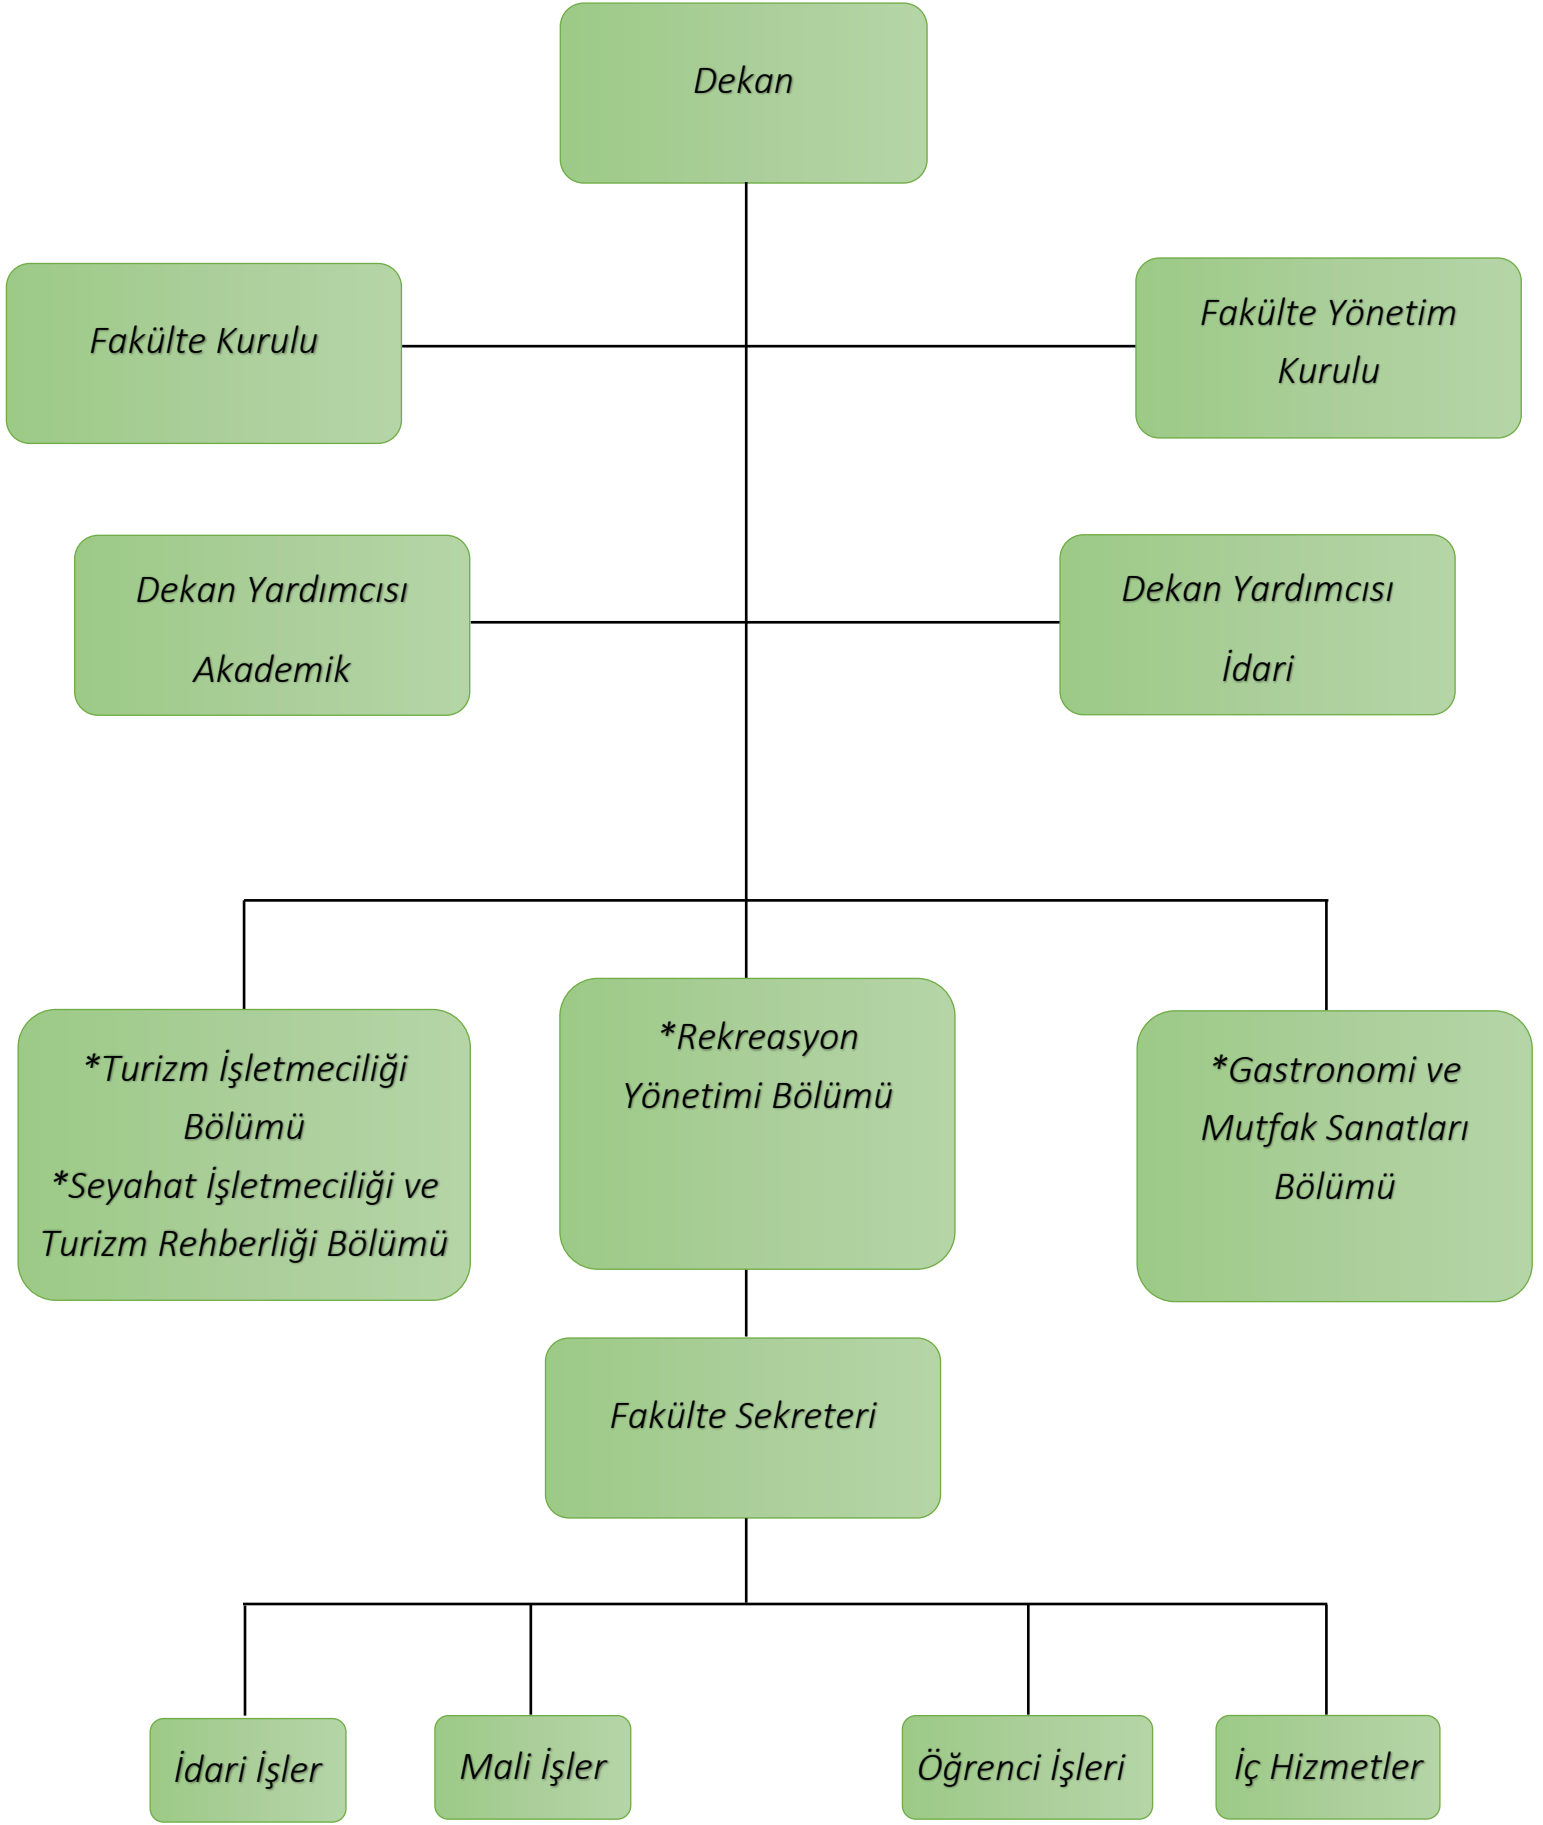 Dekan
Fakülte Kurulu
Fakülte Yönetim
Kurulu
Dekan Yardımcısı
Akademik
Dekan Yardımcısı
İdari
*Turizm İşletmeciliği
Bölümü
*Seyahat İşletmeciliği ve
Turizm Rehberliği Bölümü
*Rekreasyon
Yönetimi Bölümü
*Gastronomi ve
Mutfak Sanatları
Bölümü
Fakülte Sekreteri
İdari İşler
Mali İşler
Öğrenci İşleri
İç Hizmetler